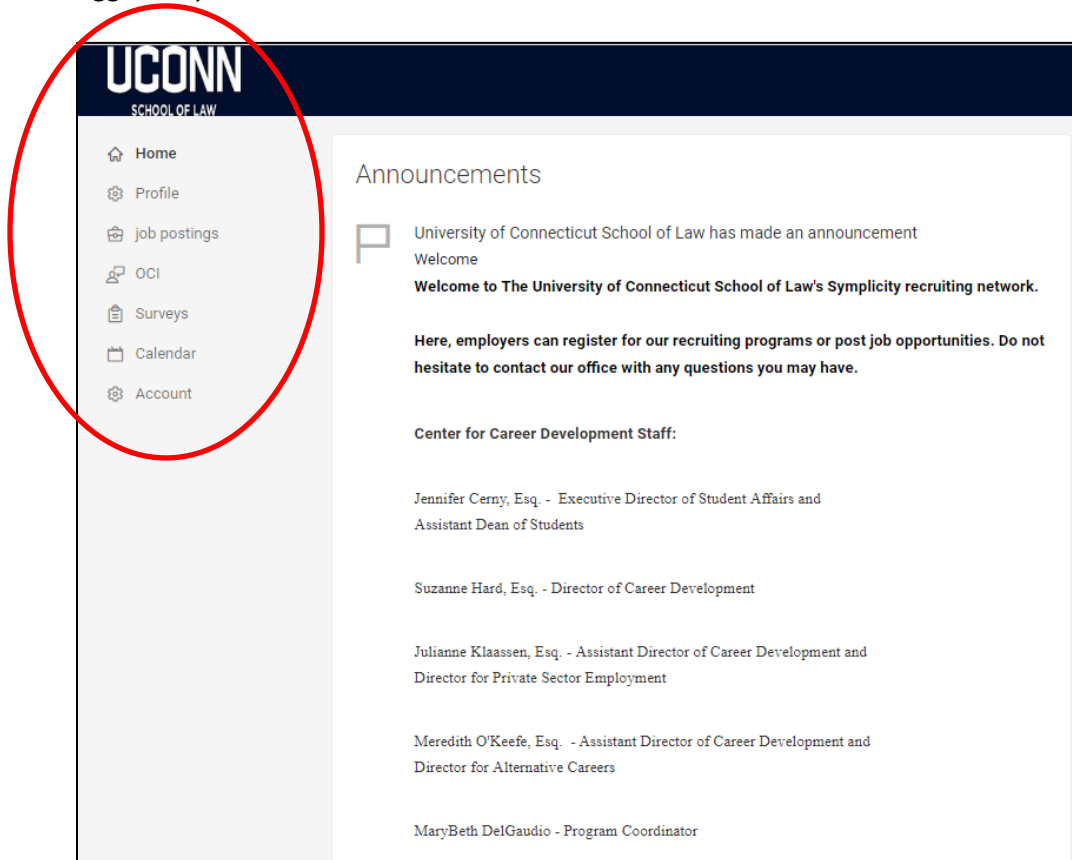 UCONN
SCHOOL OF LAW
Home
Profile
job postings
OCI
Surveys
Calendar
Account
Announcements
University of Connecticut School of Law has made an announcement
Welcome
Welcome to The University of Connecticut School of Law's Symplicity recruiting network.
Here, employers can register for our recruiting programs or post job opportunities. Do not
hesitate to contact our office with any questions you may have.
Center for Career Development Staff:
Jennifer Cerny, Esq. - Executive Director of Student Affairs and
Assistant Dean of Students
Suzanne Hard, Esq. - Director of Career Development
Julianne Klaassen, Esq. - Assistant Director of Career Development and
Director for Private Sector Employment
Meredith O'Keefe, Esq. - Assistant Director of Career Development and
Director for Alternative Careers
MaryBeth DelGaudio - Program Coordinator